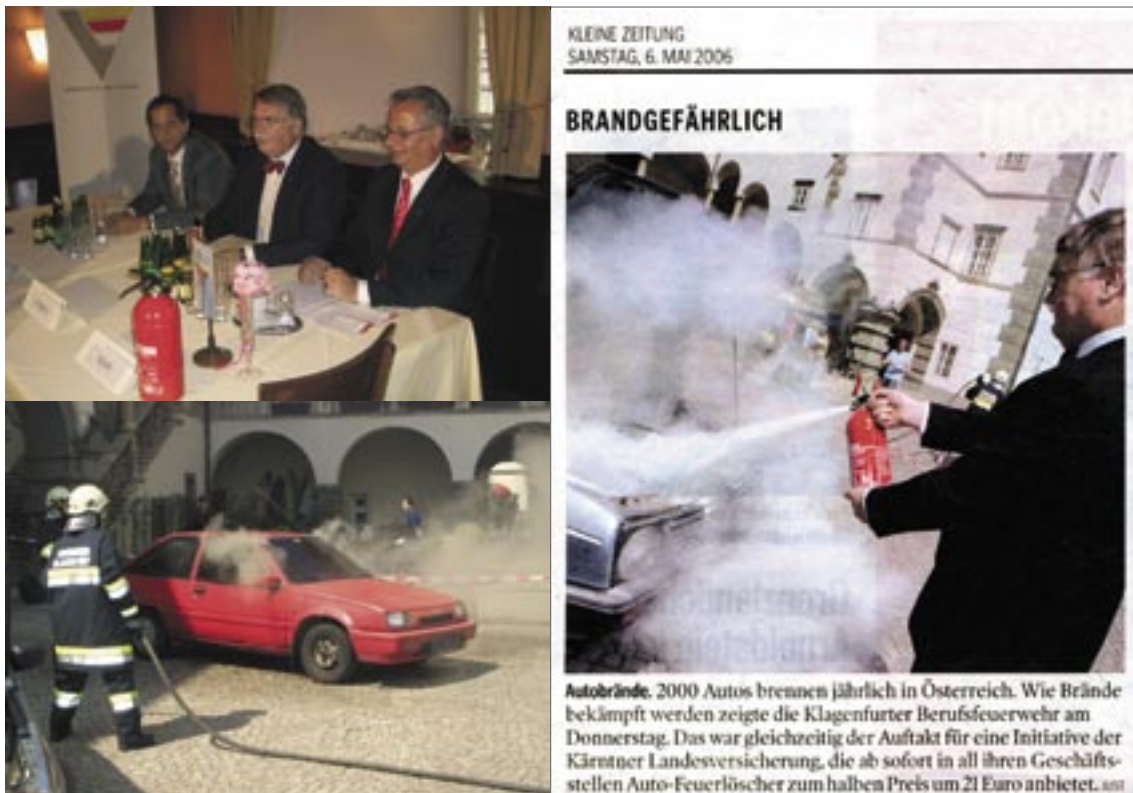 KLEINE ZEITUNG
SAMSTAG, 6. MAI 2006
BRANDGEFÄHRLICH
Autobrände. 2000 Autos brennen jährlich in Österreich. Wie Brände
bekämpft werden zeigte die Klagenfurter Berufsfeuerwehr am
Donnerstag. Das war gleichzeitig der Auftakt für eine Initiative der
Kärntner Landesversicherung, die ab sofort in all ihren Geschäfts-
stellen Auto-Feuerlöscher zum halben Preis um 21 Euro anbietet.